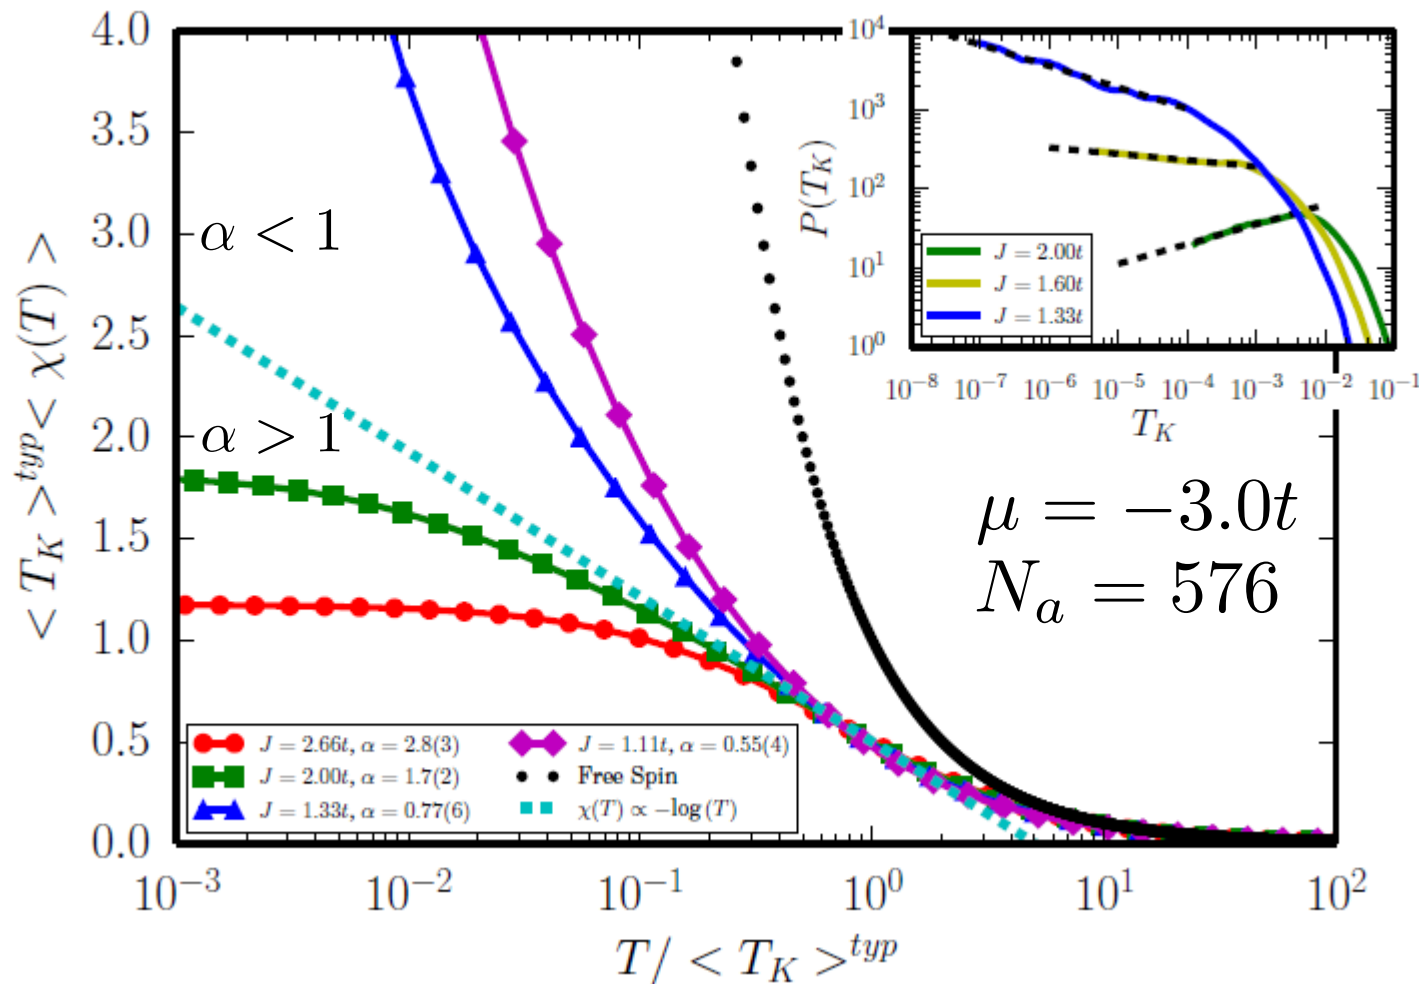 4.0
3.5
3.0
2.5
2.0
1.5
1.0
0.5
0.0
< T_K >^{typ} < χ(T) >
α < 1
α > 1
10^4
10^3
10^2
10^1
10^0
P(T_K)
J = 2.00t
J = 1.60t
J = 1.33t
10^{-8} 10^{-7} 10^{-6} 10^{-5} 10^{-4} 10^{-3} 10^{-2} 10^{-1}
T_K
μ = −3.0t
N_a = 576
J = 2.66t, α = 2.8(3)
J = 2.00t, α = 1.7(2)
J = 1.33t, α = 0.77(6)
J = 1.11t, α = 0.55(4)
Free Spin
χ(T) ∝ −log (T)
10^{-3} 10^{-2} 10^{-1} 10^0 10^1 10^2
T/ < T_K >^{typ}